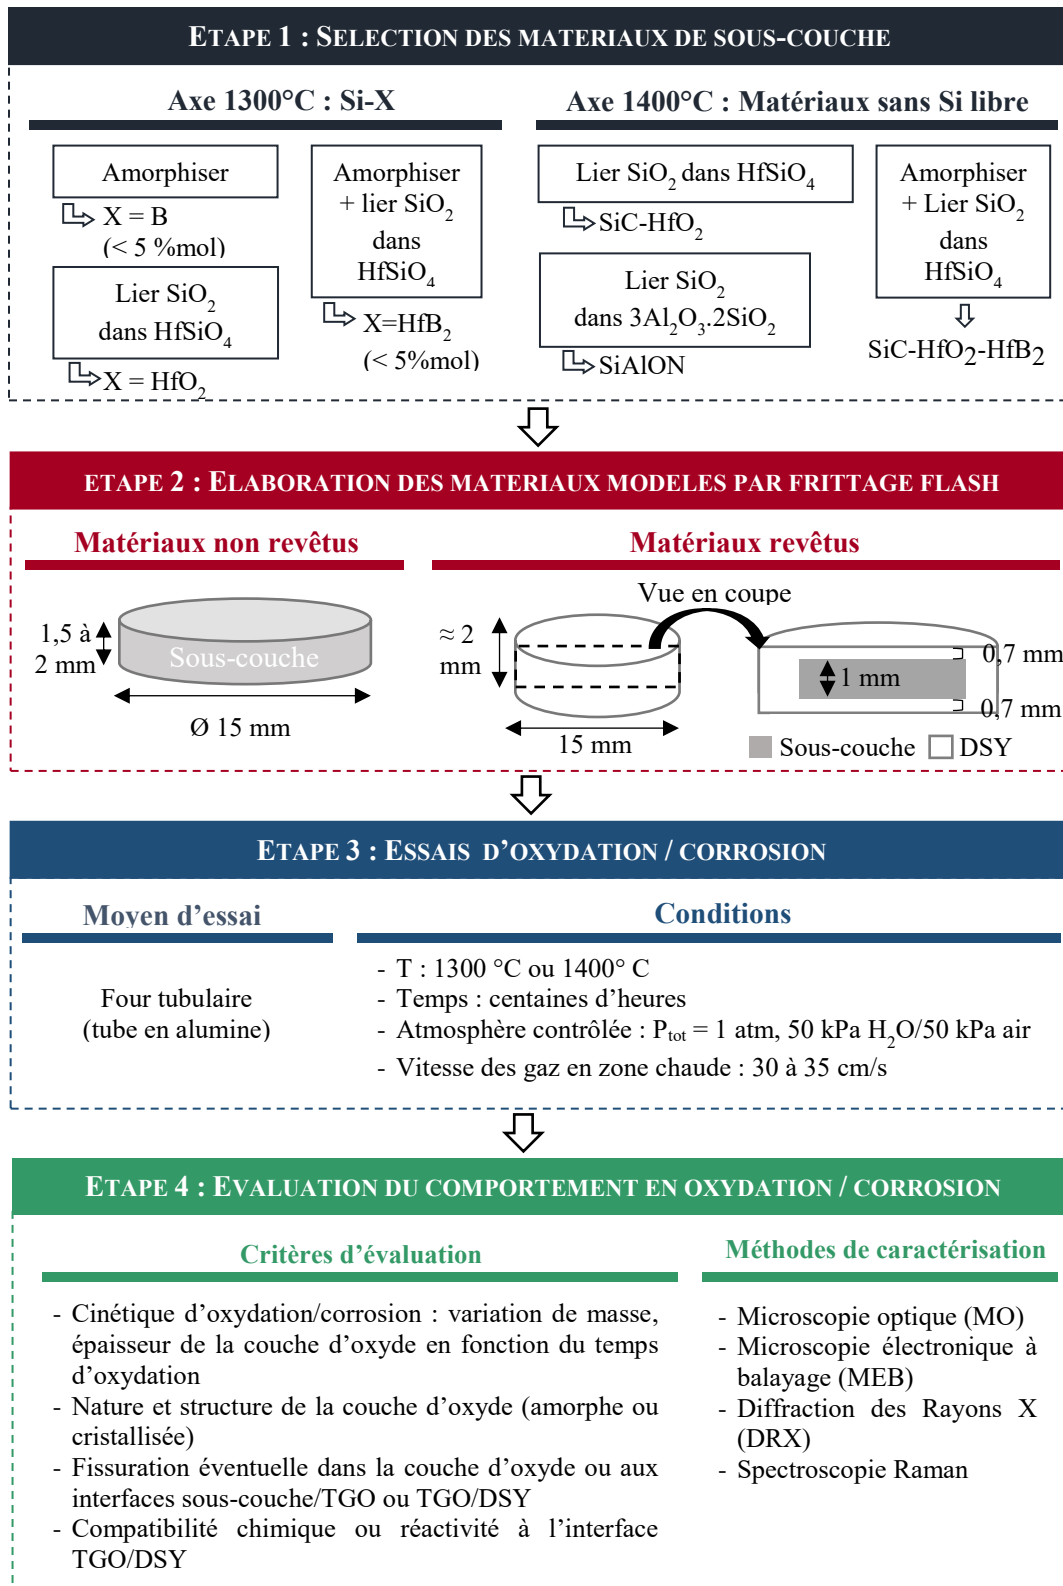 ETAPE 1 : SELECTION DES MATERIAUX DE SOUS-COUCHE
Axe 1300°C : Si-X
Amorphiser
X = B
(< 5 %mol)
Lier SiO2
dans HfSiO4
X = HfO2
Amorphiser
+ lier SiO2
dans
HfSiO4
X=HfB2
(< 5%mol)
Axe 1400°C : Matériaux sans Si libre
Lier SiO2 dans HfSiO4
SiC-HfO2
Lier SiO2
dans 3Al2O3.2SiO2
SiAlON
Amorphiser
+ Lier SiO2
dans
HfSiO4
SiC-HfO2-HfB2
ETAPE 2 : ELABORATION DES MATERIAUX MODELES PAR FRITTAGE FLASH
Matériaux non revêtus
1,5 à
2 mm
Sous-couche
Ø 15 mm
Matériaux revêtus
Vue en coupe
≈ 2
mm
15 mm
0,7 mm
1 mm
0,7 mm
Sous-couche
DSY
ETAPE 3 : ESSAIS D'OXYDATION / CORROSION
Moyen d'essai
Four tubulaire
(tube en alumine)
Conditions
- T : 1300 °C ou 1400° C
- Temps : centaines d'heures
- Atmosphère contrôlée : Ptot = 1 atm, 50 kPa H2O/50 kPa air
- Vitesse des gaz en zone chaude : 30 à 35 cm/s
ETAPE 4 : EVALUATION DU COMPORTEMENT EN OXYDATION / CORROSION
Critères d'évaluation
- Cinétique d'oxydation/corrosion : variation de masse,
épaisseur de la couche d'oxyde en fonction du temps
d'oxydation
- Nature et structure de la couche d'oxyde (amorphe ou
cristallisée)
- Fissuration éventuelle dans la couche d'oxyde ou aux
interfaces sous-couche/TGO ou TGO/DSY
- Compatibilité chimique ou réactivité à l'interface
TGO/DSY
Méthodes de caractérisation
- Microscopie optique (MO)
- Microscopie électronique à
balayage (MEB)
- Diffraction des Rayons X
(DRX)
- Spectroscopie Raman